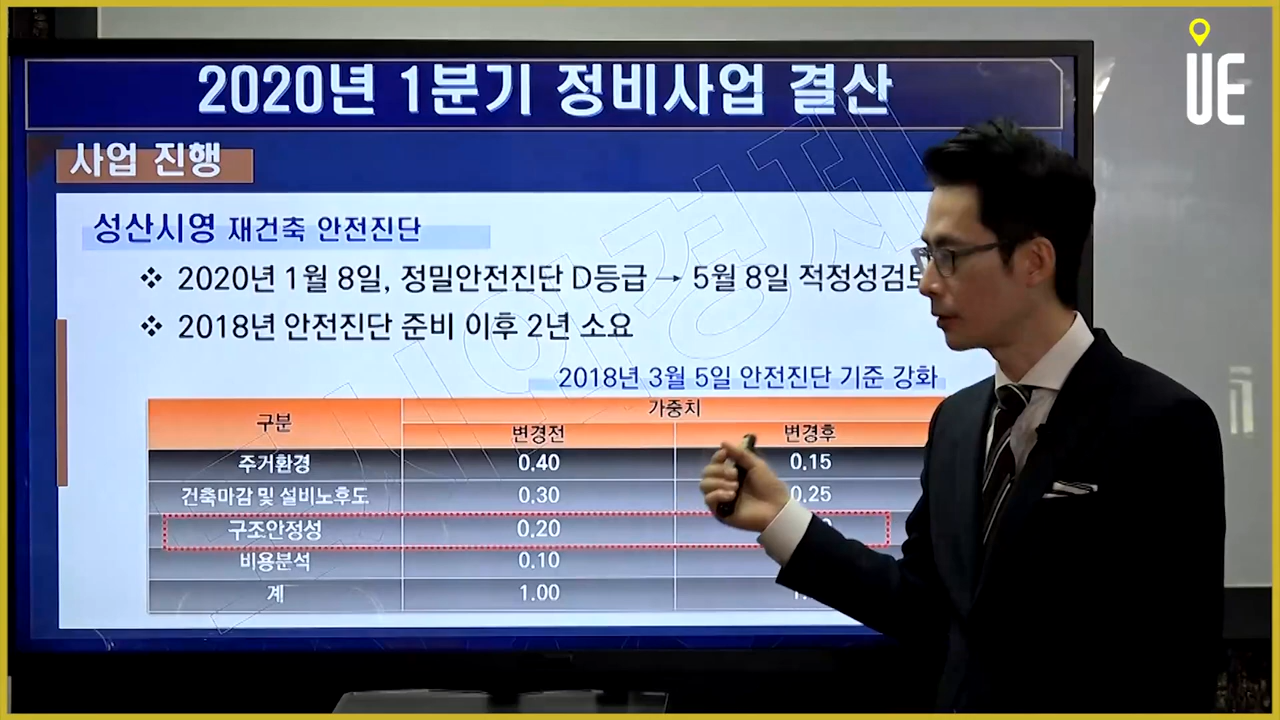 UE
2020년 1분기 정비사업 결산
사업 진행
성산시영 재건축 안전진단
❖ 2020년 1월 8일, 정밀안전진단 D등급 → 5월 8일
❖ 2018년 안전진단 준비 이후 2년 소요
2018년 3월 5일 안전진단 기준 강화
구분 가중치
변경전 변경후
주거환경 0.40 0.15
건축마감 및 설비노후도 0.30 0.25
구조안정성 0.20
비용분석 0.10
계 1.00